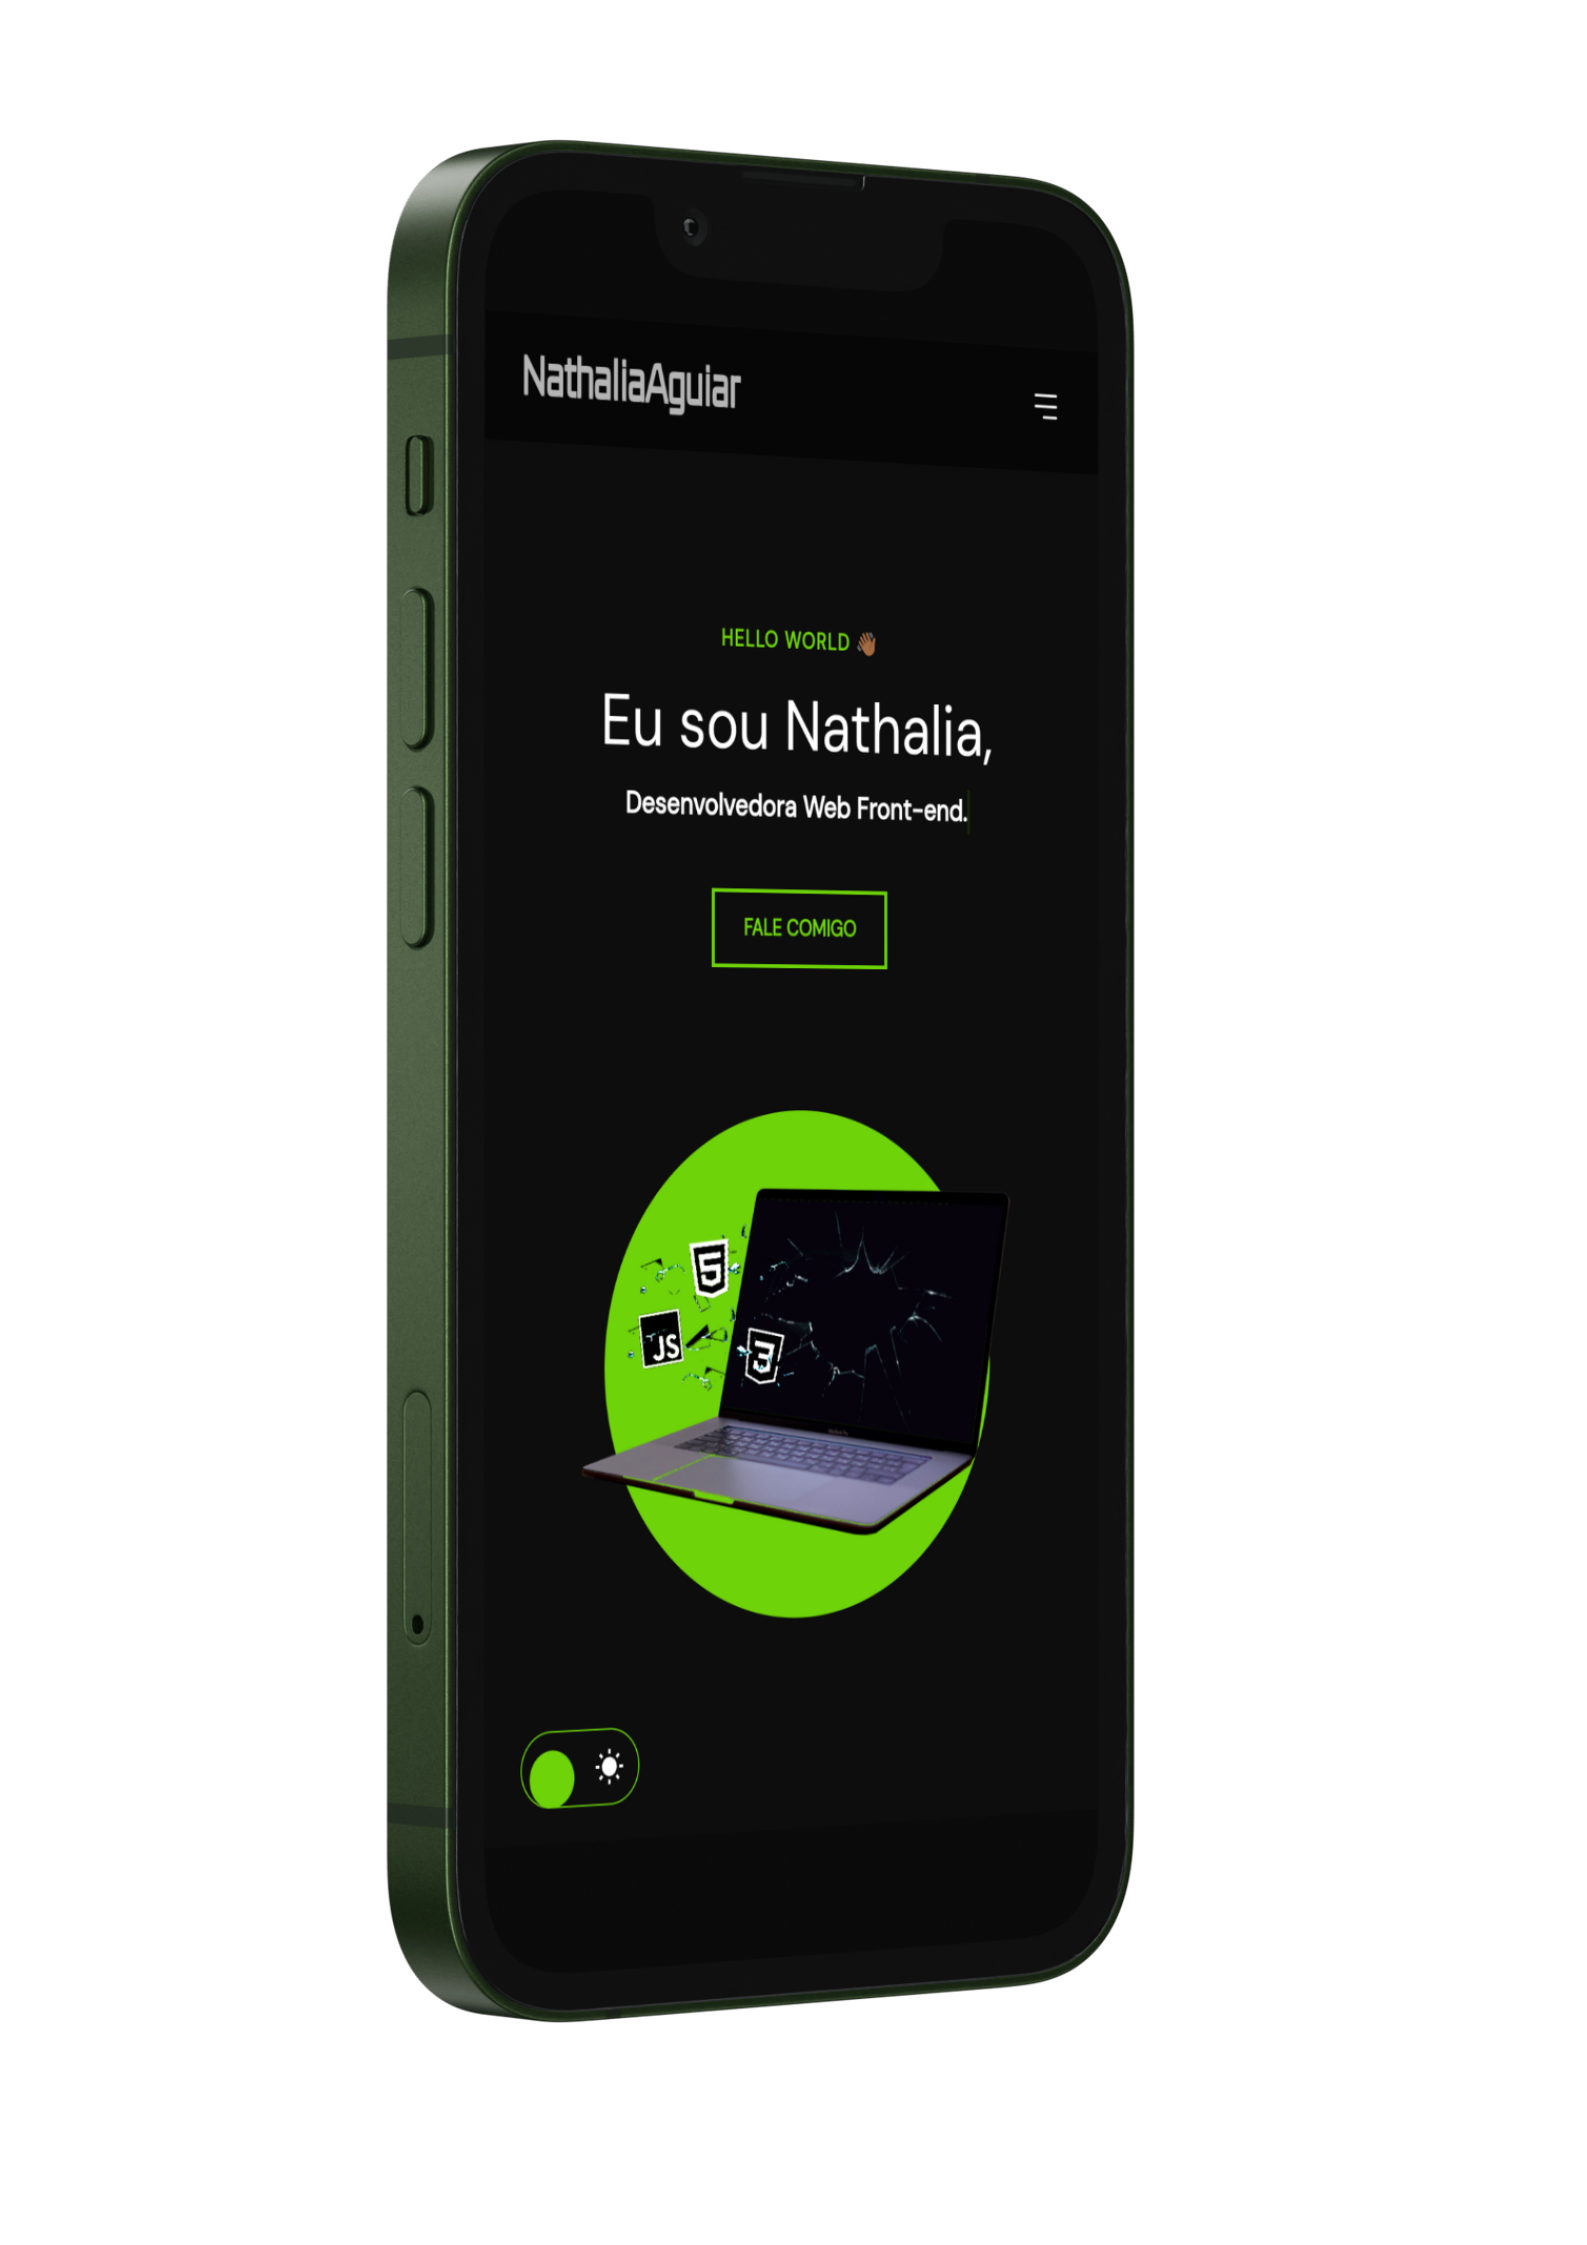 NathaliaAguiar
HELLO WORLD 👋🏽
Eu sou Nathalia,
Desenvolvedora Web Front-end.
FALE COMIGO
5
JS
3